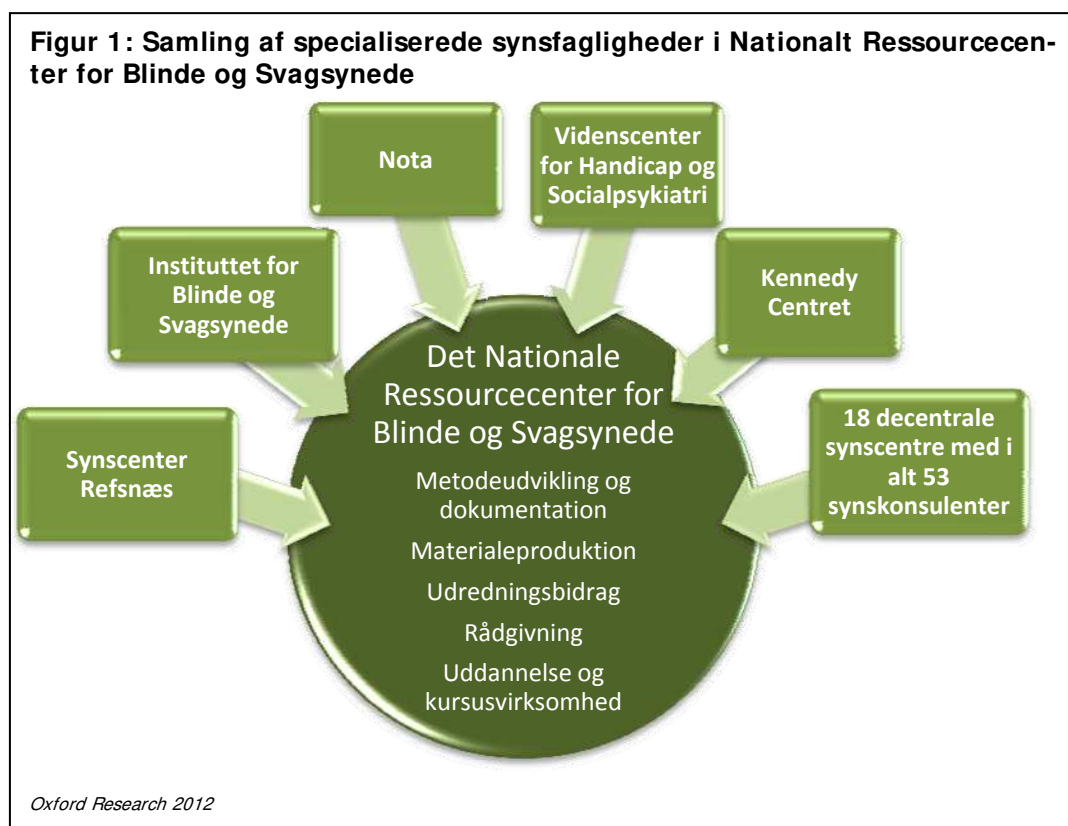 Figur 1: Samling af specialiserede synsfagligheder i Nationalt Ressourcecen-
ter for Blinde og Svagsynede
Nota
Videnscenter
for Handicap og
Socialpsykiatri
Instituttet for
Blinde og
Svagsynede
Kennedy
Centret
Synscenter
Refsnæs
18 decentrale
synscentre med i
alt 53
synskonsulenter
Det Nationale
Ressourcecenter for
Blinde og Svagsynede
Metodeudvikling og
dokumentation
Materialeproduktion
Udredningsbidrag
Rådgivning
Uddannelse og
kursusvirksomhed
Oxford Research 2012